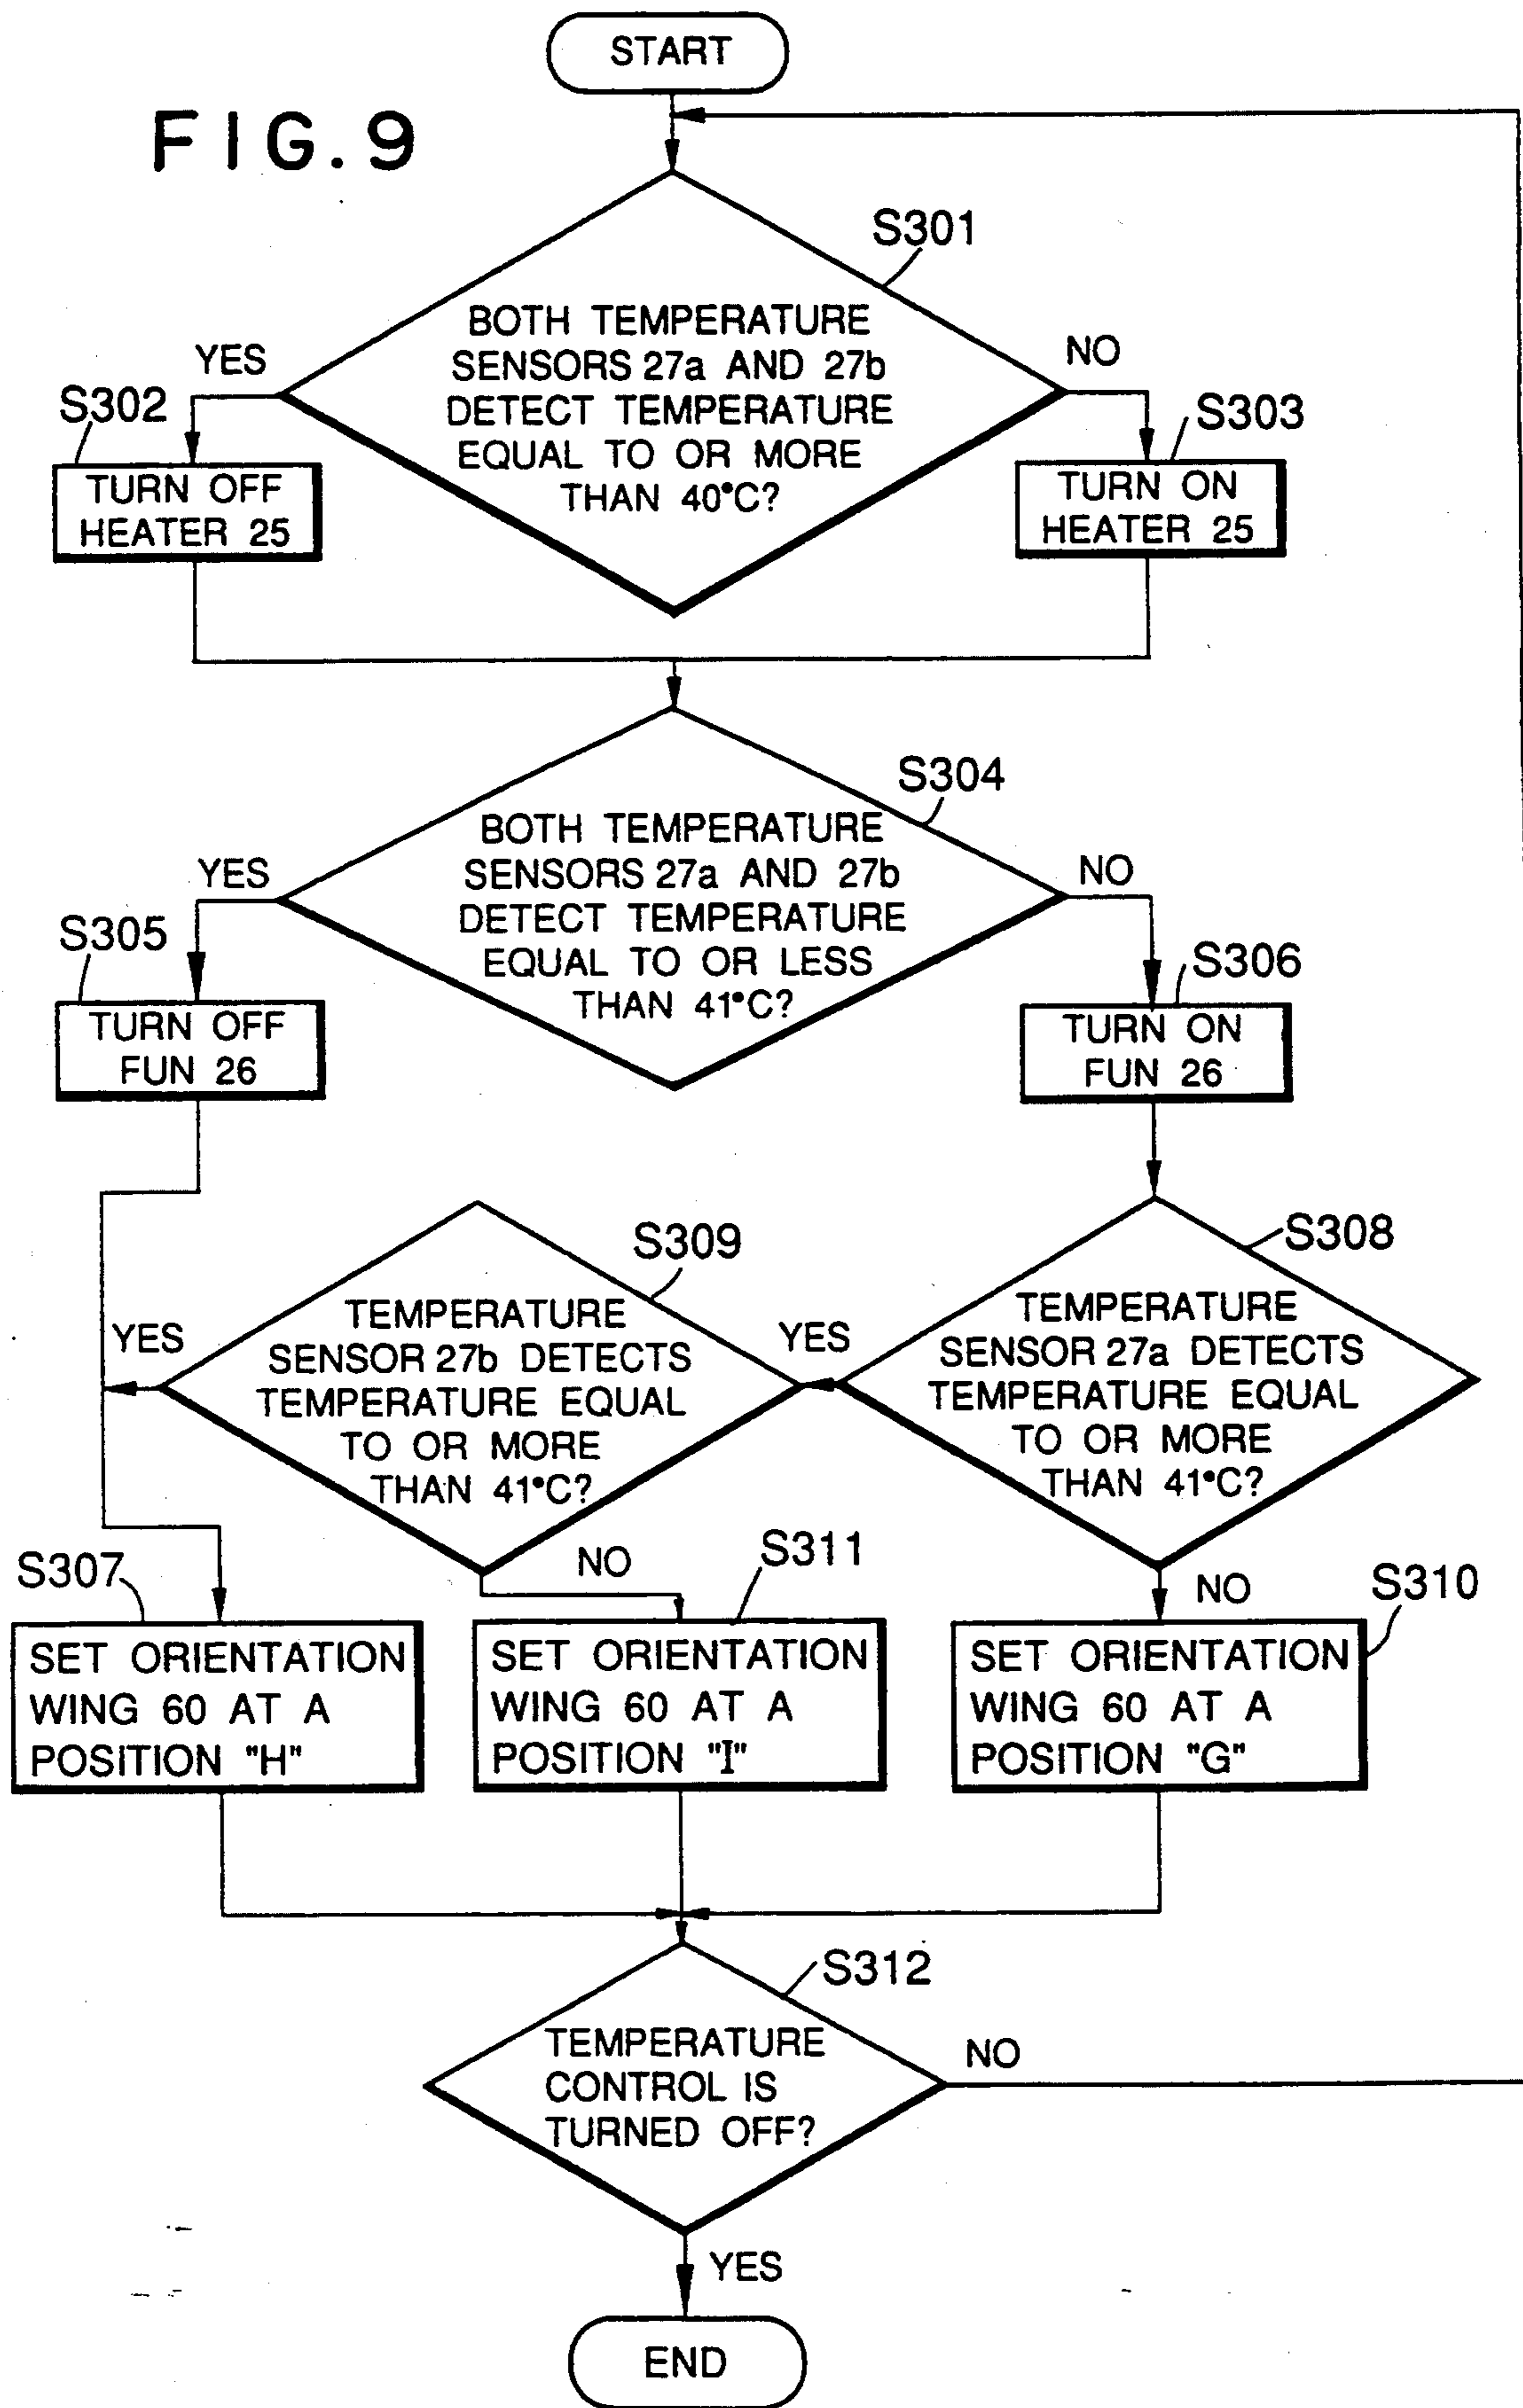 START
FIG.9
S301
BOTH TEMPERATURE
SENSORS 27a AND 27b
DETECT TEMPERATURE
EQUAL TO OR MORE
THAN 40°C?
YES
NO
S302
TURN OFF
HEATER 25
S303
TURN ON
HEATER 25
S304
BOTH TEMPERATURE
SENSORS 27a AND 27b
DETECT TEMPERATURE
EQUAL TO OR LESS
THAN 41°C?
YES
NO
S305
TURN OFF
FUN 26
S306
TURN ON
FUN 26
S309
TEMPERATURE
SENSOR 27b DETECTS
TEMPERATURE EQUAL
TO OR MORE
THAN 41°C?
YES
YES
S308
TEMPERATURE
SENSOR 27a DETECTS
TEMPERATURE EQUAL
TO OR MORE
THAN 41°C?
NO
NO
S307
SET ORIENTATION
WING 60 AT A
POSITION "H"
S311
SET ORIENTATION
WING 60 AT A
POSITION "I"
S310
SET ORIENTATION
WING 60 AT A
POSITION "G"
S312
TEMPERATURE
CONTROL IS
TURNED OFF?
NO
YES
END